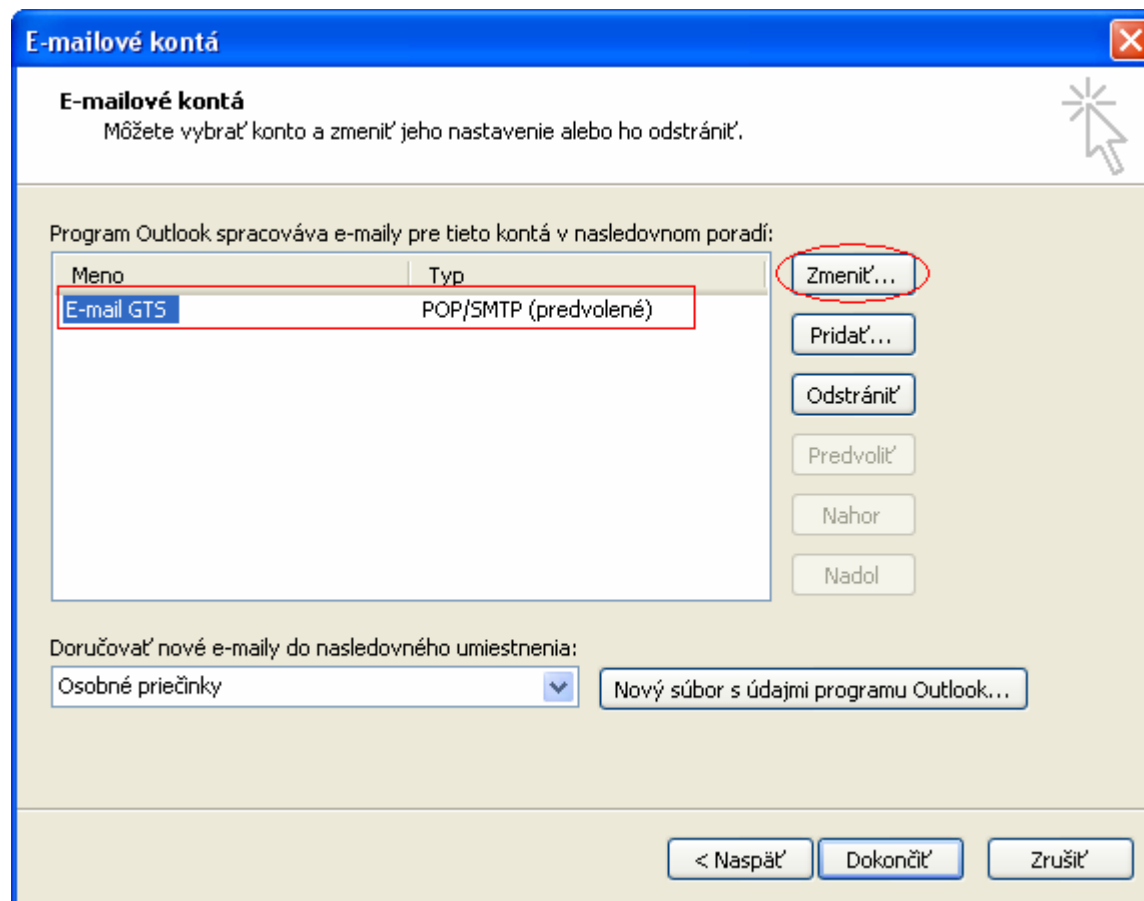 E-mailové kontá
E-mailové kontá
Môžete vybrať konto a zmeniť jeho nastavenie alebo ho odstrániť.
Program Outlook spracováva e-maily pre tieto kontá v nasledovnom poradí:
Meno Typ
E-mail GTS POP/SMTP (predvolené)
Zmeniť...
Pridať...
Odstrániť
Predvoliť
Nahor
Nadol
Doručovať nové e-maily do nasledovného umiestnenia:
Osobné priečinky
Nový súbor s údajmi programu Outlook...
< Naspäť Dokončiť Zrušiť